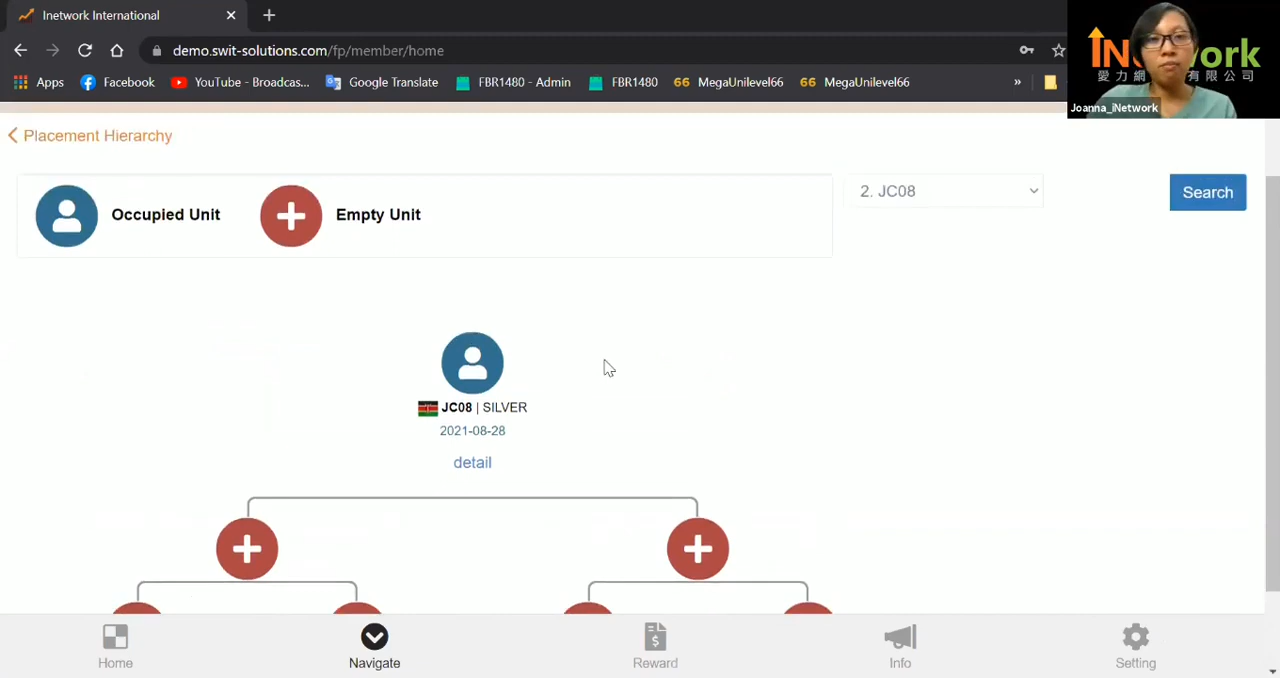 Inetwork International
demo.swit-solutions.com/fp/member/home
Apps
Facebook
YouTube - Broadcas...
Google Translate
FBR1480 - Admin
FBR1480
66 MegaUnilevel66
66 MegaUnilevel66
»
Joanna_iNetwork
Placement Hierarchy
Occupied Unit
Empty Unit
2. JC08
Search
JC08 | SILVER
2021-08-28
detail
Home
Navigate
Reward
Info
Setting